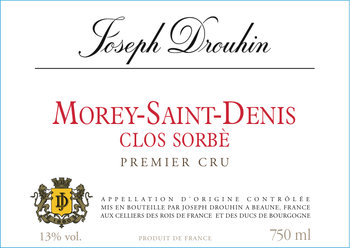 Joseph Drouhin
MOREY-SAINT-DENIS
CLOS SORBÈ
PREMIER CRU
APPELLATION D'ORIGINE CONTRÔLÉE
MIS EN BOUTEILLE PAR JOSEPH DROUHIN A BEAUNE, FRANCE
AUX CELLIERS DES ROIS DE FRANCE ET DES DUCS DE BOURGOGNE
JD
13% vol.
PRODUIT DE FRANCE
750 ml